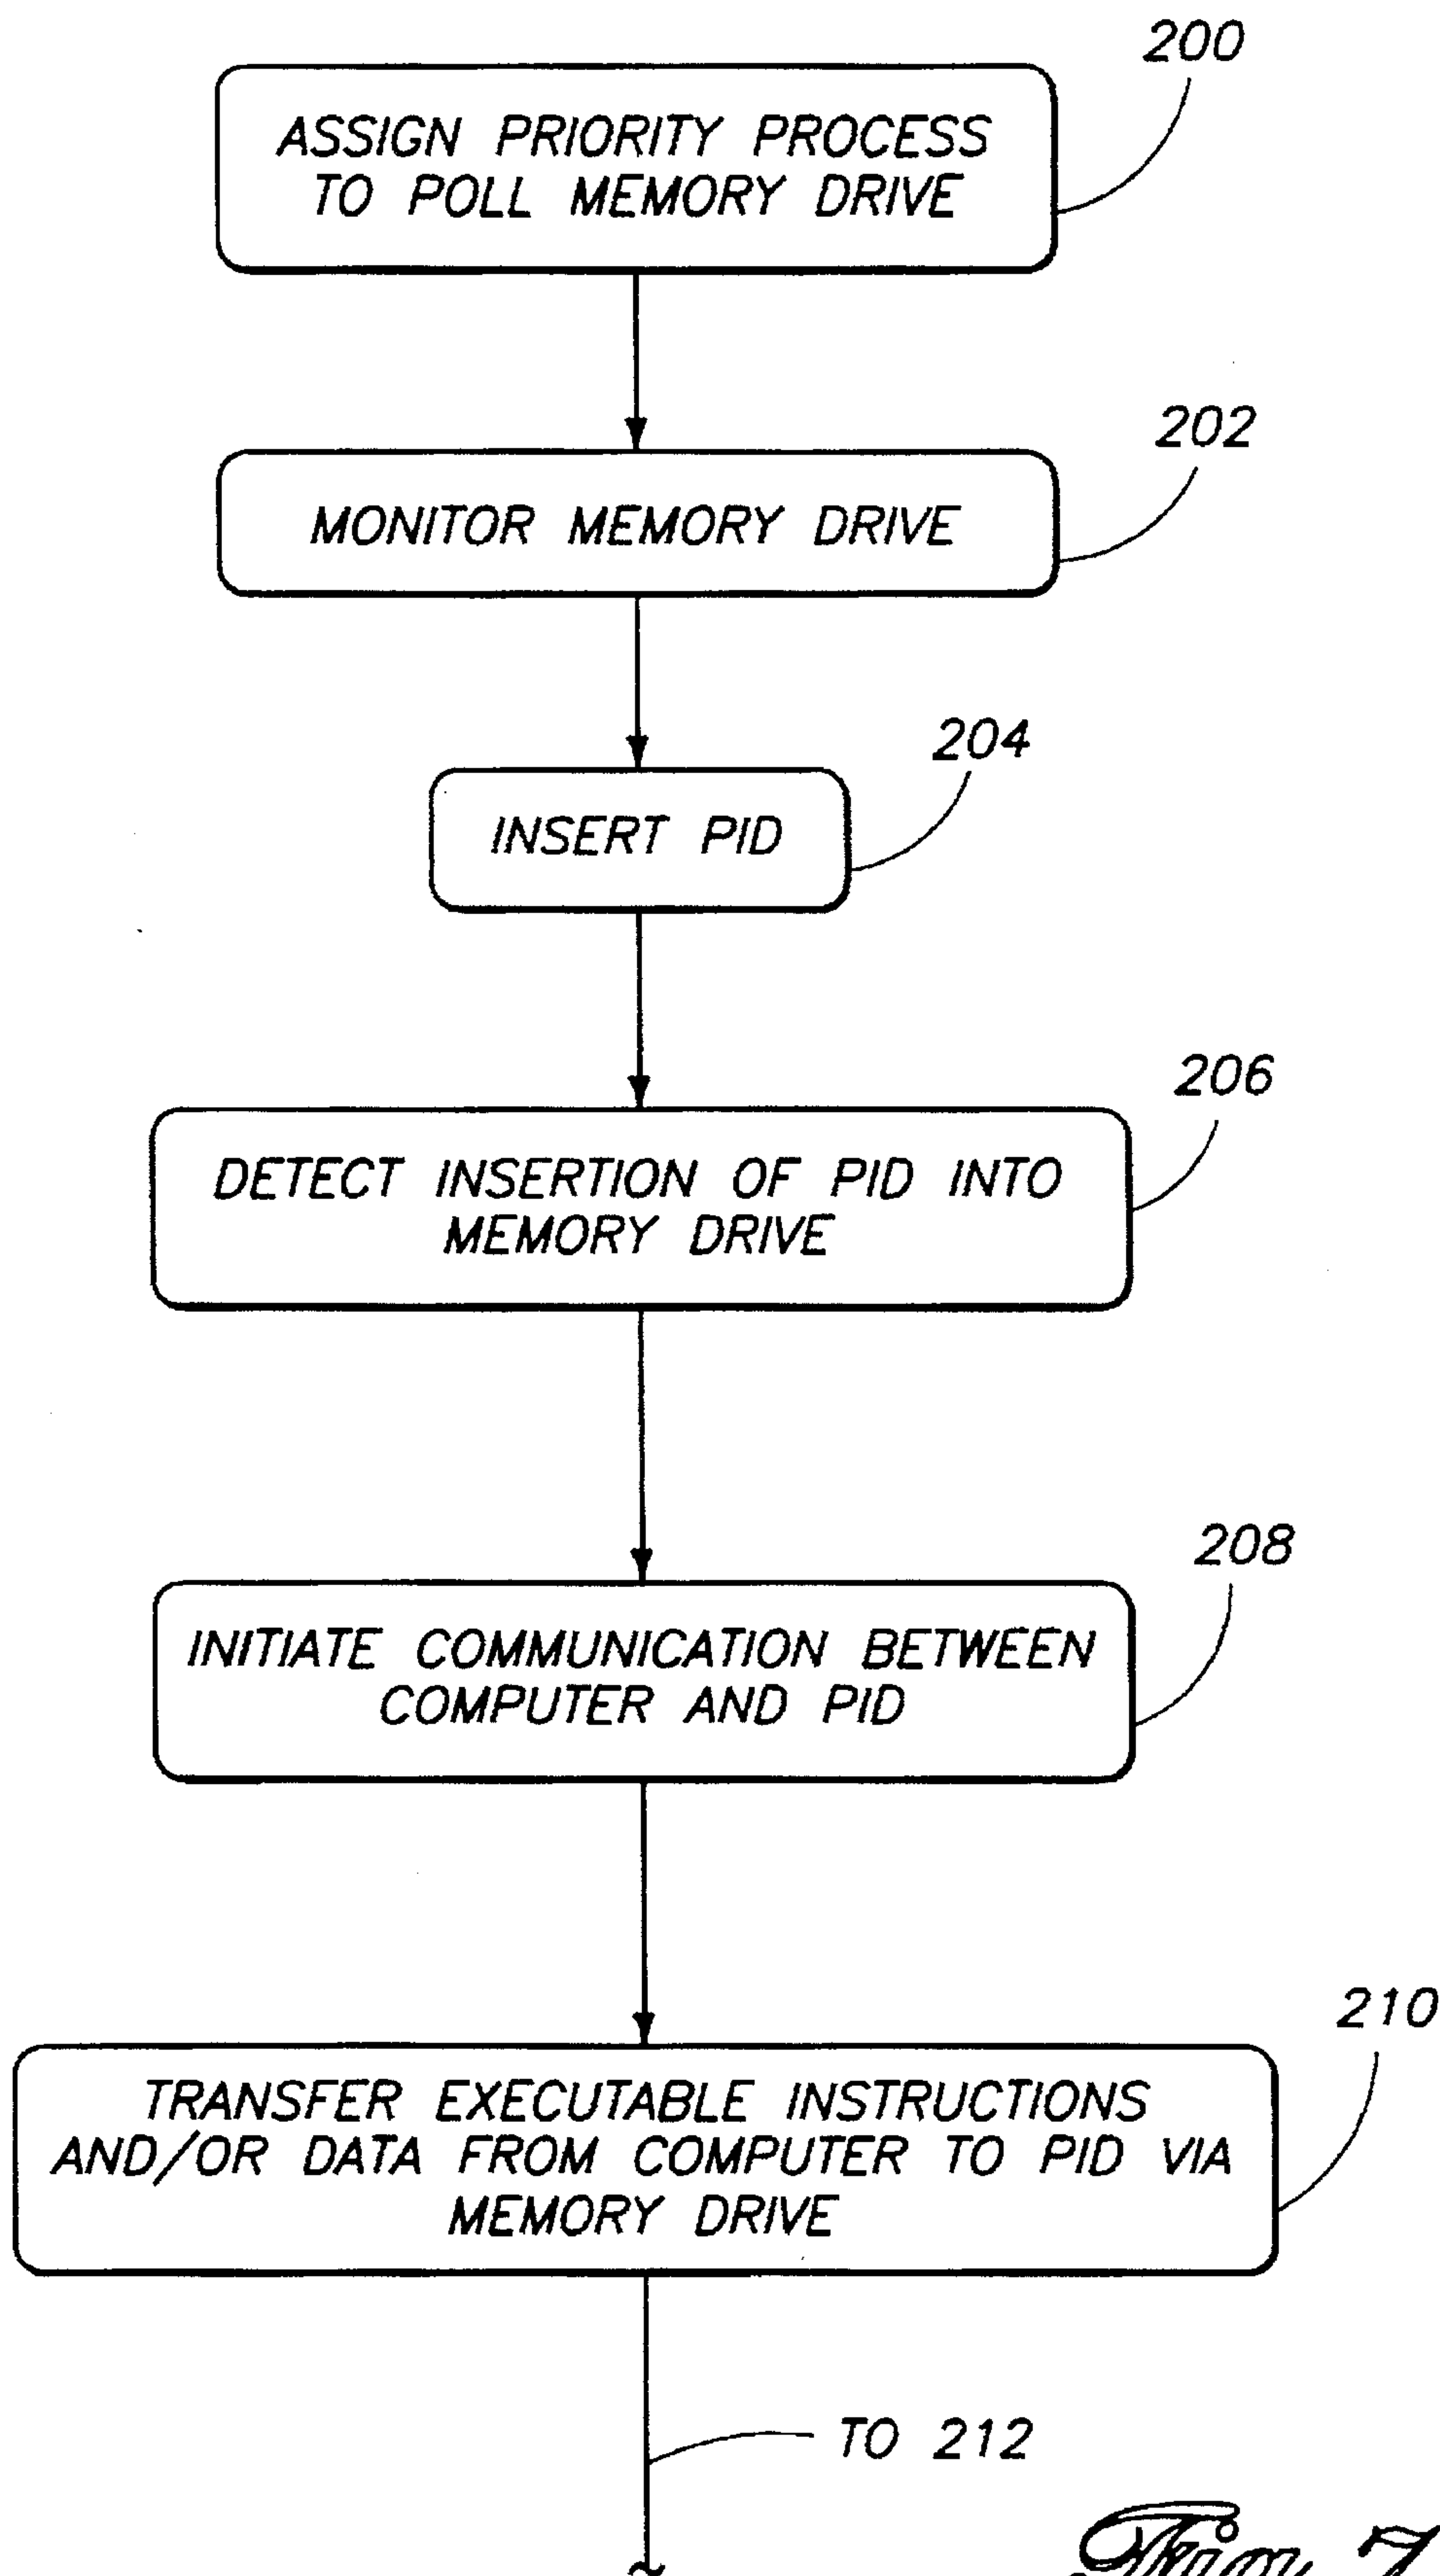 200
ASSIGN PRIORITY PROCESS
TO POLL MEMORY DRIVE
202
MONITOR MEMORY DRIVE
204
INSERT PID
206
DETECT INSERTION OF PID INTO
MEMORY DRIVE
208
INITIATE COMMUNICATION BETWEEN
COMPUTER AND PID
210
TRANSFER EXECUTABLE INSTRUCTIONS
AND/OR DATA FROM COMPUTER TO PID VIA
MEMORY DRIVE
TO 212